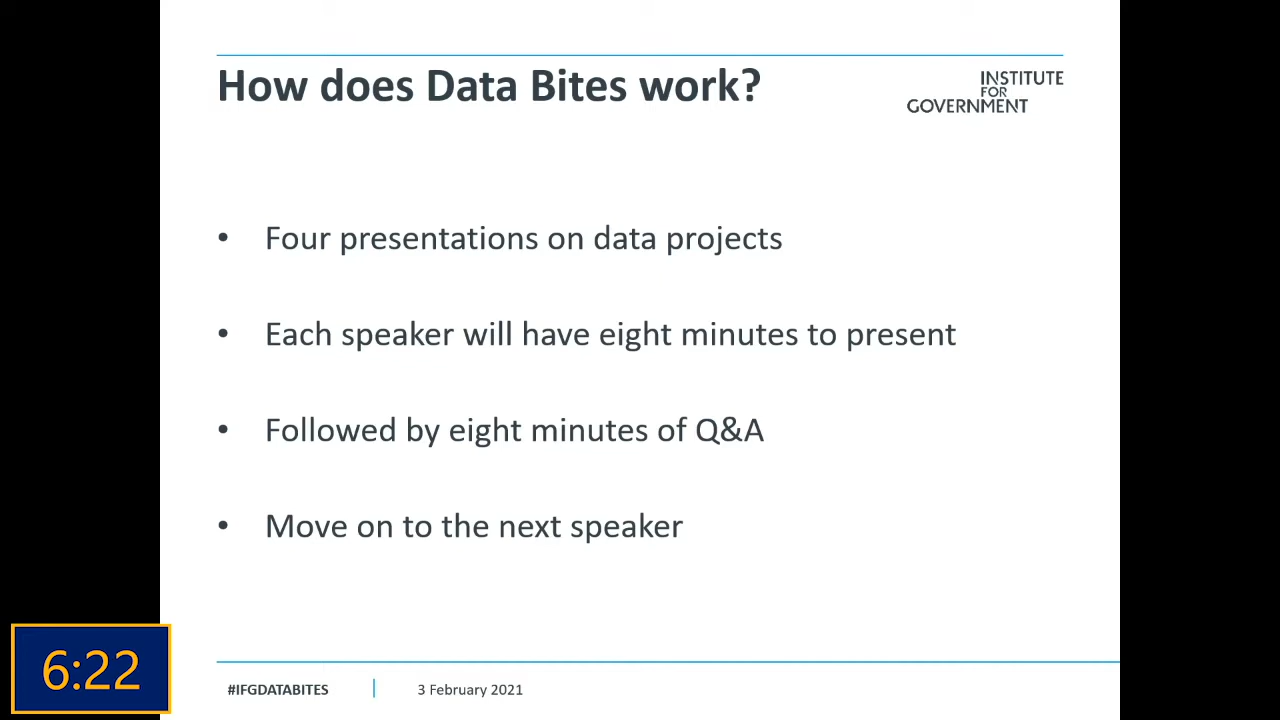 How does Data Bites work?
INSTITUTE
FOR
GOVERNMENT
• Four presentations on data projects
• Each speaker will have eight minutes to present
• Followed by eight minutes of Q&A
• Move on to the next speaker
6:22
#IFGDATABITES
3 February 2021